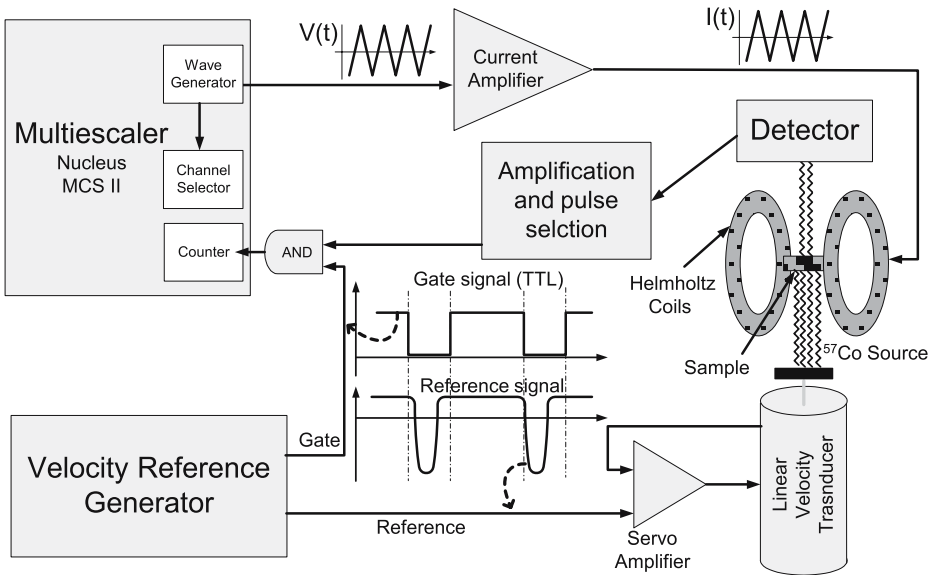 V(t)
I(t)
Wave
Generator
Current
Amplifier
Multiescaler
Nucleus
MCS II
Channel
Selector
Detector
Amplification
and pulse
selction
Counter
AND
Helmholtz
Coils
Gate signal (TTL)
Sample
57Co Source
Reference signal
Gate
Velocity Reference
Generator
Reference
Servo
Amplifier
Linear
Velocity
Trasnducer